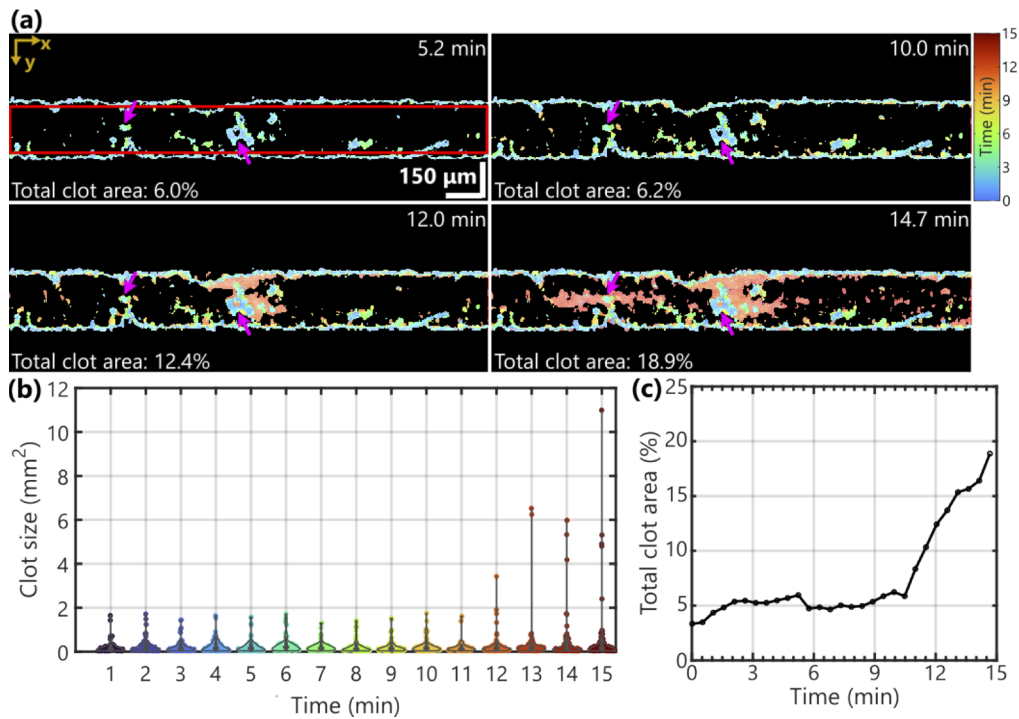 (a)
x
y
5.2 min
10.0 min
15
12
9
6
3
0
Time (min)
150 µm
Total clot area: 6.0%
Total clot area: 6.2%
12.0 min
14.7 min
Total clot area: 12.4%
Total clot area: 18.9%
(b)
12
10
8
6
4
2
0
Clot size (mm²)
1 2 3 4 5 6 7 8 9 10 11 12 13 14 15
Time (min)
(c)
25
20
15
10
5
0
Total clot area (%)
0 3 6 9 12 15
Time (min)